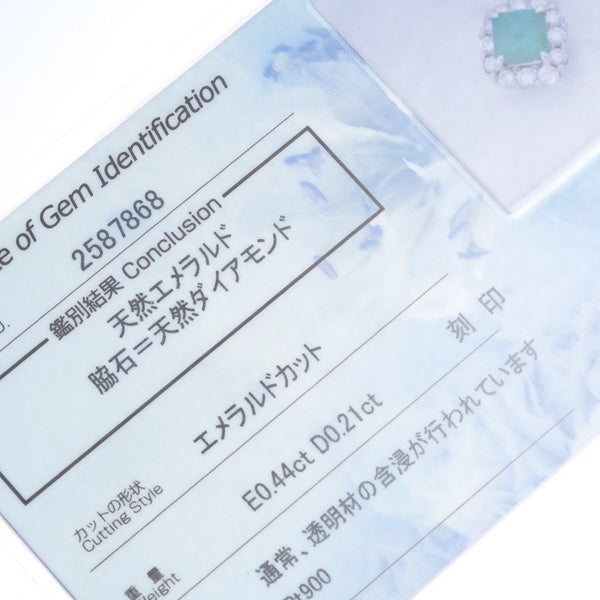 of Gem Identification
2587868
鑑別結果 Conclusion
天然エメラルド
脇石＝天然ダイアモンド
カットの形状
Cutting Style
エメラルドカット
重量
eight
E0.44ct D0.21ct
刻印
通常、透明材の含浸が行われています
Pt900